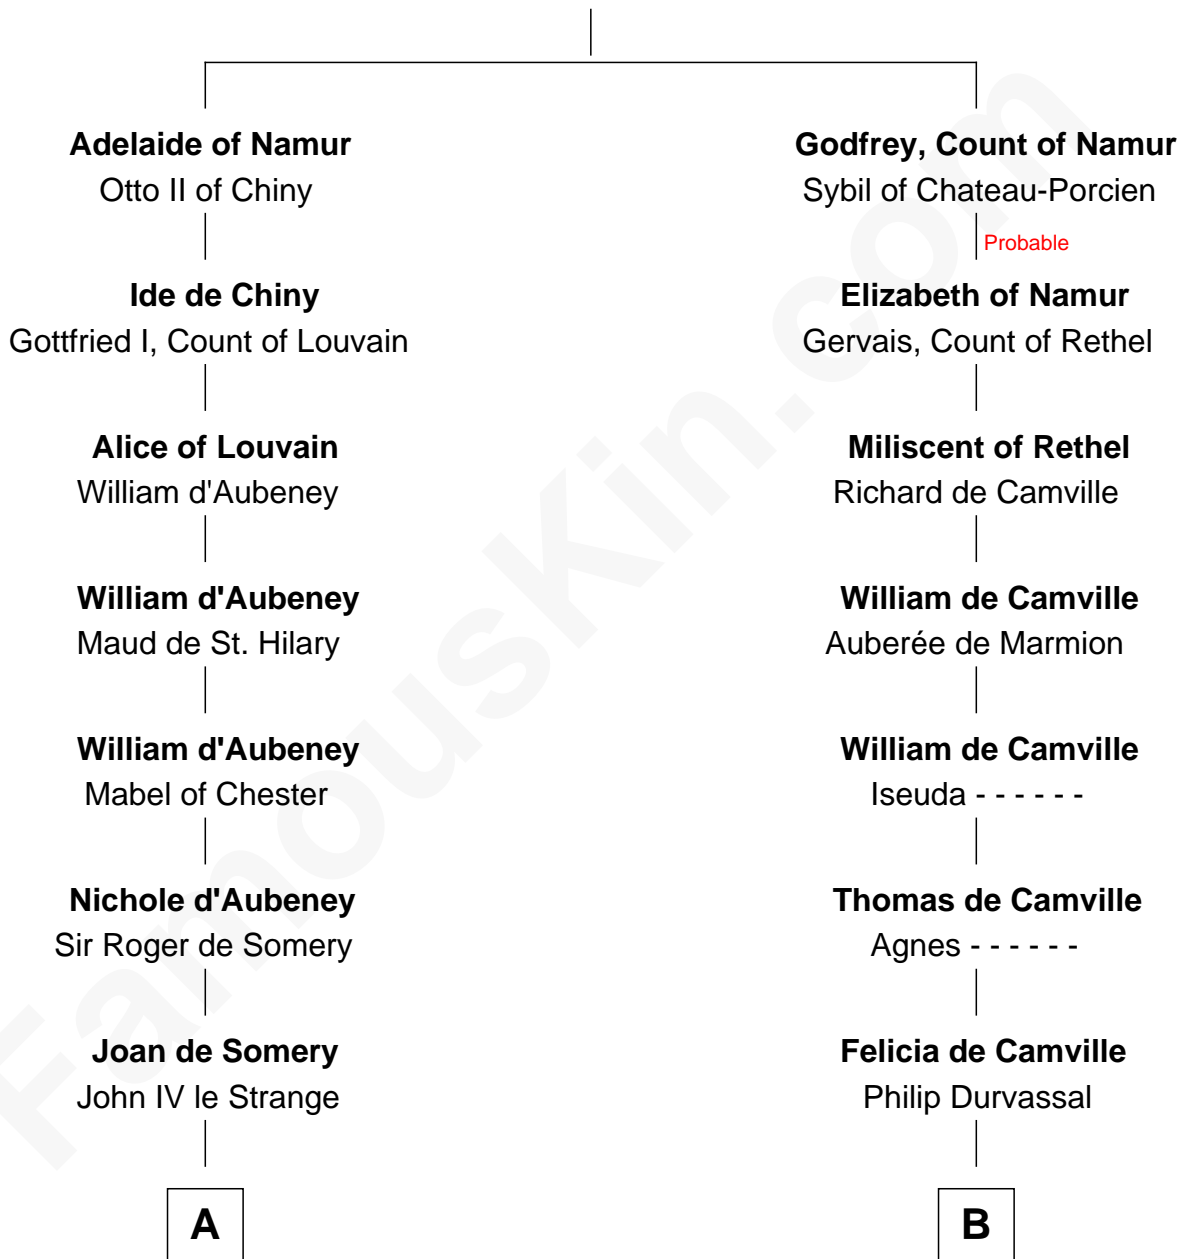 Adelaide of Namur
Otto II of Chiny
Ide de Chiny
Gottfried I, Count of Louvain
Alice of Louvain
William d'Aubeney
William d'Aubeney
Maud de St. Hilary
William d'Aubeney
Mabel of Chester
Nichole d'Aubeney
Sir Roger de Somery
Joan de Somery
John IV le Strange
A
Godfrey, Count of Namur
Sybil of Chateau-Porcien
Probable
Elizabeth of Namur
Gervais, Count of Rethel
Miliscent of Rethel
Richard de Camville
William de Camville
Auberée de Marmion
William de Camville
Iseuda - - - - - -
Thomas de Camville
Agnes - - - - - -
Felicia de Camville
Philip Durvassal
B
FamousKin.com